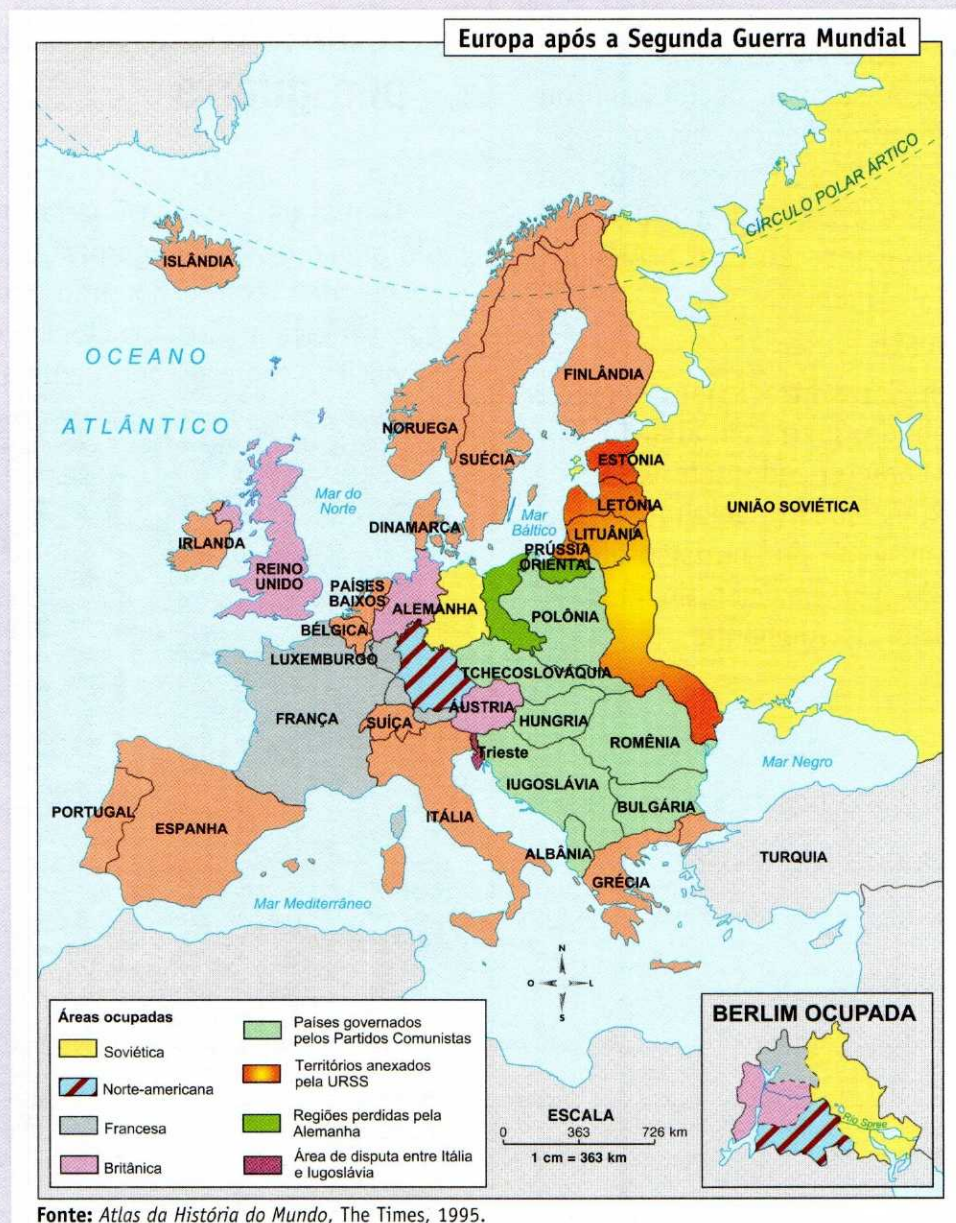 Europa após a Segunda Guerra Mundial
CÍRCULO POLAR ÁRTICO
ISLÂNDIA
OCEANO
ATLÂNTICO
FINLÂNDIA
NORUEGA
SUÉCIA
ESTÔNIA
Mar do
Norte
LETÔNIA
UNIÃO SOVIÉTICA
DINAMARCA
Mar
Báltico
LITUÂNIA
IRLANDA
PRÚSSIA
ORIENTAL
REINO
UNIDO
PAÍSES
BAIXOS
ALEMANHA
POLÔNIA
BÉLGICA
LUXEMBURGO
TCHECOSLOVÁQUIA
FRANÇA
SUÍÇA
ÁUSTRIA
HUNGRIA
ROMÊNIA
Trieste
Mar Negro
IUGOSLÁVIA
PORTUGAL
ESPANHA
ITÁLIA
BULGÁRIA
ALBÂNIA
TURQUIA
GRÉCIA
Mar Mediterrâneo
N
O
L
S
Áreas ocupadas
Soviética
Norte-americana
Francesa
Britânica
Países governados
pelos Partidos Comunistas
Territórios anexados
pela URSS
Regiões perdidas pela
Alemanha
Área de disputa entre Itália
e Iugoslávia
ESCALA
0 363 726 km
1 cm = 363 km
BERLIM OCUPADA
Rio Spree
Fonte: Atlas da História do Mundo, The Times, 1995.